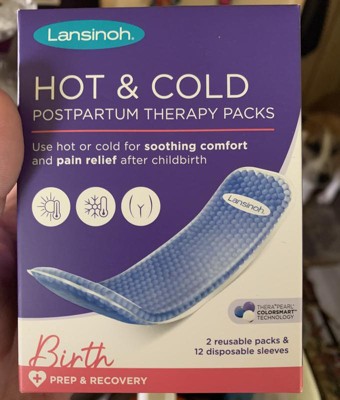 Lansinoh.
HOT & COLD
POSTPARTUM THERAPY PACKS
Use hot or cold for soothing comfort
and pain relief after childbirth
Lansinoh.
THERA°PEARL
COLORSMART™
TECHNOLOGY
2 reusable packs &
12 disposable sleeves
Birth
PREP & RECOVERY